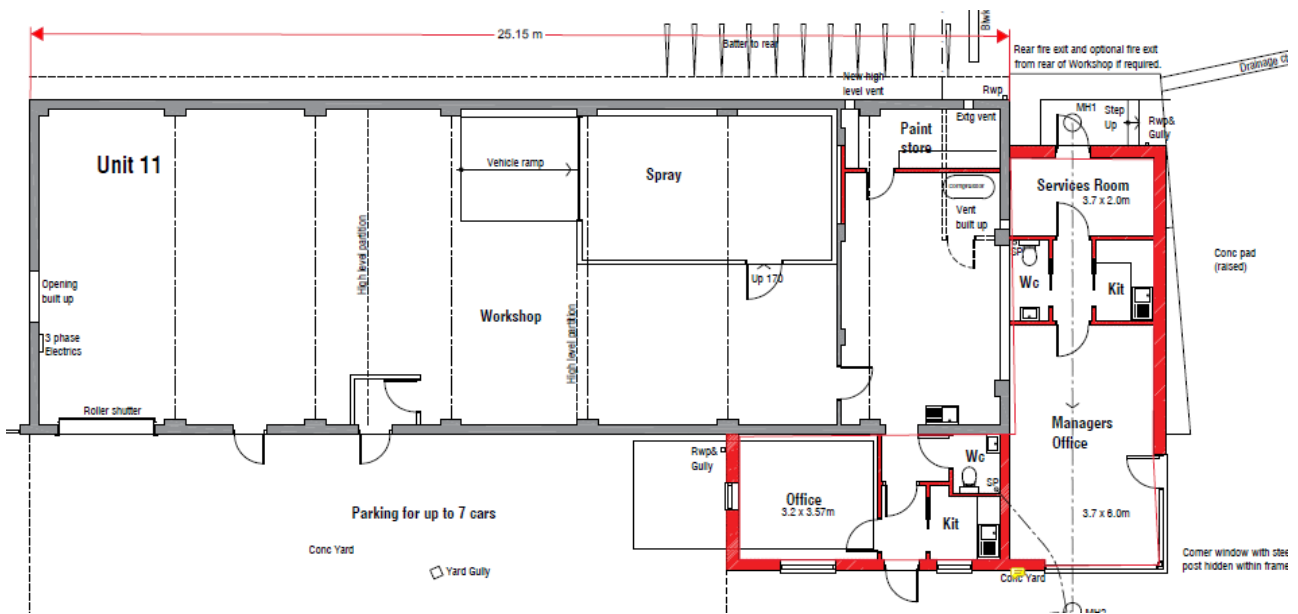 25.15 m
Batter to rear
Rear fire exit and optional fire exit
from rear of Workshop if required.
New high
level vent
Rwp
Extg vent
MH1
Step
Up
Rwp&
Gully
Unit 11
Vehicle ramp
Spray
Paint
store
compressor
Vent
built up
Services Room
3.7 x 2.0m
Conc pad
(raised)
High level partition
High level partition
Up 170
SP
Wc
Kit
Opening
built up
3 phase
Electrics
Workshop
Roller shutter
Managers
Office
3.7 x 6.0m
Rwp&
Gully
Wc
SP
Office
3.2 x 3.57m
Kit
Parking for up to 7 cars
Conc Yard
Yard Gully
Conc Yard
Corner window with
post hidden within frame